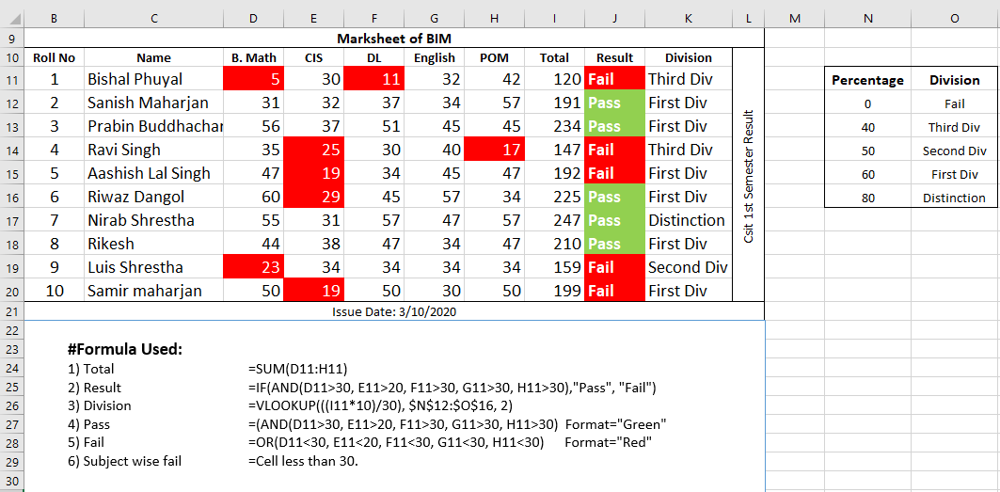 B C D E F G H I J K L M N O
9 Marksheet of BIM
10 Roll No Name B. Math CIS DL English POM Total Result Division
11 1 Bishal Phuyal 5 30 11 32 42 120 Fail Third Div Percentage Division
12 2 Sanish Maharjan 31 32 37 34 57 191 Pass First Div 0 Fail
13 3 Prabin Buddhachar 56 37 51 45 45 234 Pass First Div 40 Third Div
14 4 Ravi Singh 35 25 30 40 17 147 Fail Third Div 50 Second Div
15 5 Aashish Lal Singh 47 19 34 45 47 192 Fail First Div 60 First Div
16 6 Riwaz Dangol 60 29 45 57 34 225 Pass First Div 80 Distinction
17 7 Nirab Shrestha 55 31 57 47 57 247 Pass Distinction
18 8 Rikesh 44 38 47 34 47 210 Pass First Div
19 9 Luis Shrestha 23 34 34 34 34 159 Fail Second Div
20 10 Samir maharjan 50 19 50 30 50 199 Fail First Div
Csit 1st Semester Result
21 Issue Date: 3/10/2020
22
23 #Formula Used:
24 1) Total =SUM(D11:H11)
25 2) Result =IF(AND(D11>30, E11>20, F11>30, G11>30, H11>30),"Pass", "Fail")
26 3) Division =VLOOKUP(((I11*10)/30), $N$12:$O$16, 2)
27 4) Pass =(AND(D11>30, E11>20, F11>30, G11>30, H11>30) Format="Green"
28 5) Fail =OR(D11<30, E11<20, F11<30, G11<30, H11<30) Format="Red"
29 6) Subject wise fail =Cell less than 30.
30